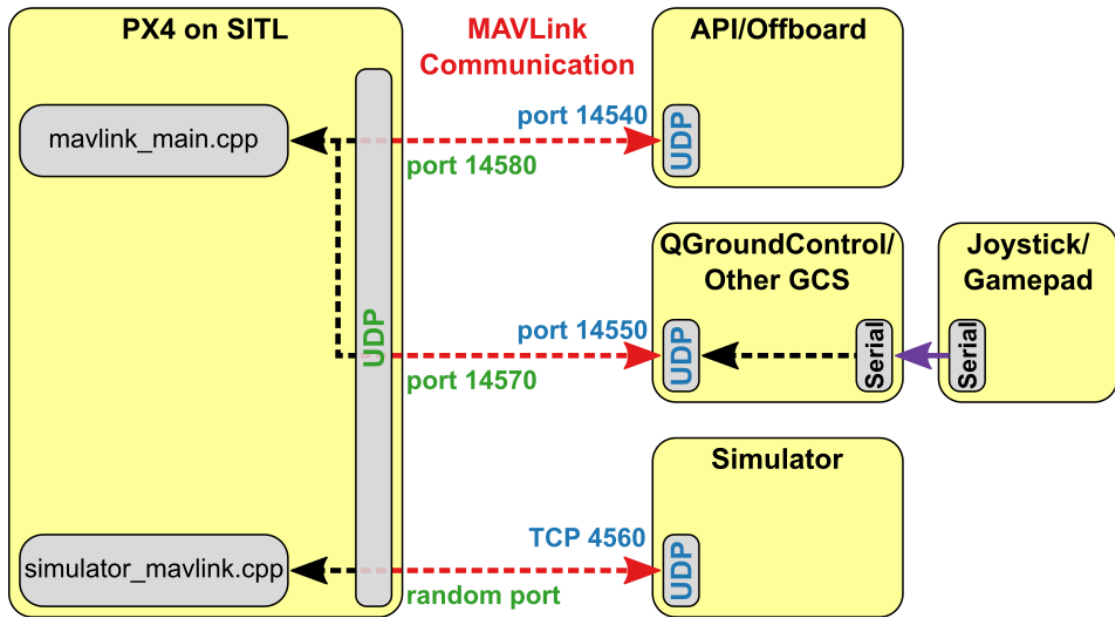 PX4 on SITL
mavlink_main.cpp
simulator_mavlink.cpp
UDP
MAVLink
Communication
port 14540
port 14580
port 14550
port 14570
TCP 4560
random port
API/Offboard
UDP
QGroundControl/
Other GCS
UDP
Serial
Joystick/
Gamepad
Serial
Simulator
UDP